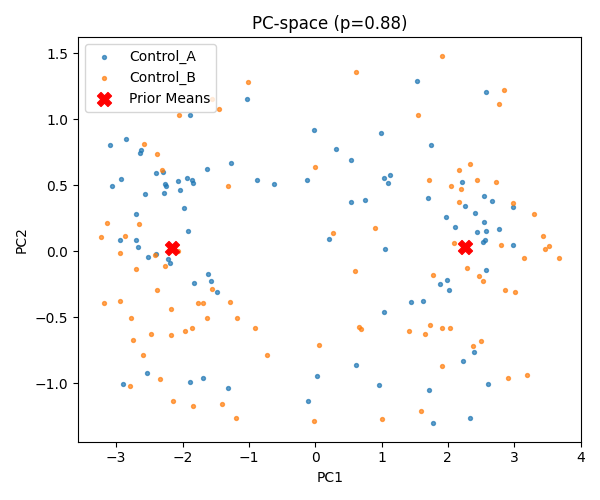 PC-space (p=0.88)
Control_A
Control_B
Prior Means
1.5
1.0
0.5
0.0
−0.5
−1.0
PC2
−3 −2 −1 0 1 2 3 4
PC1